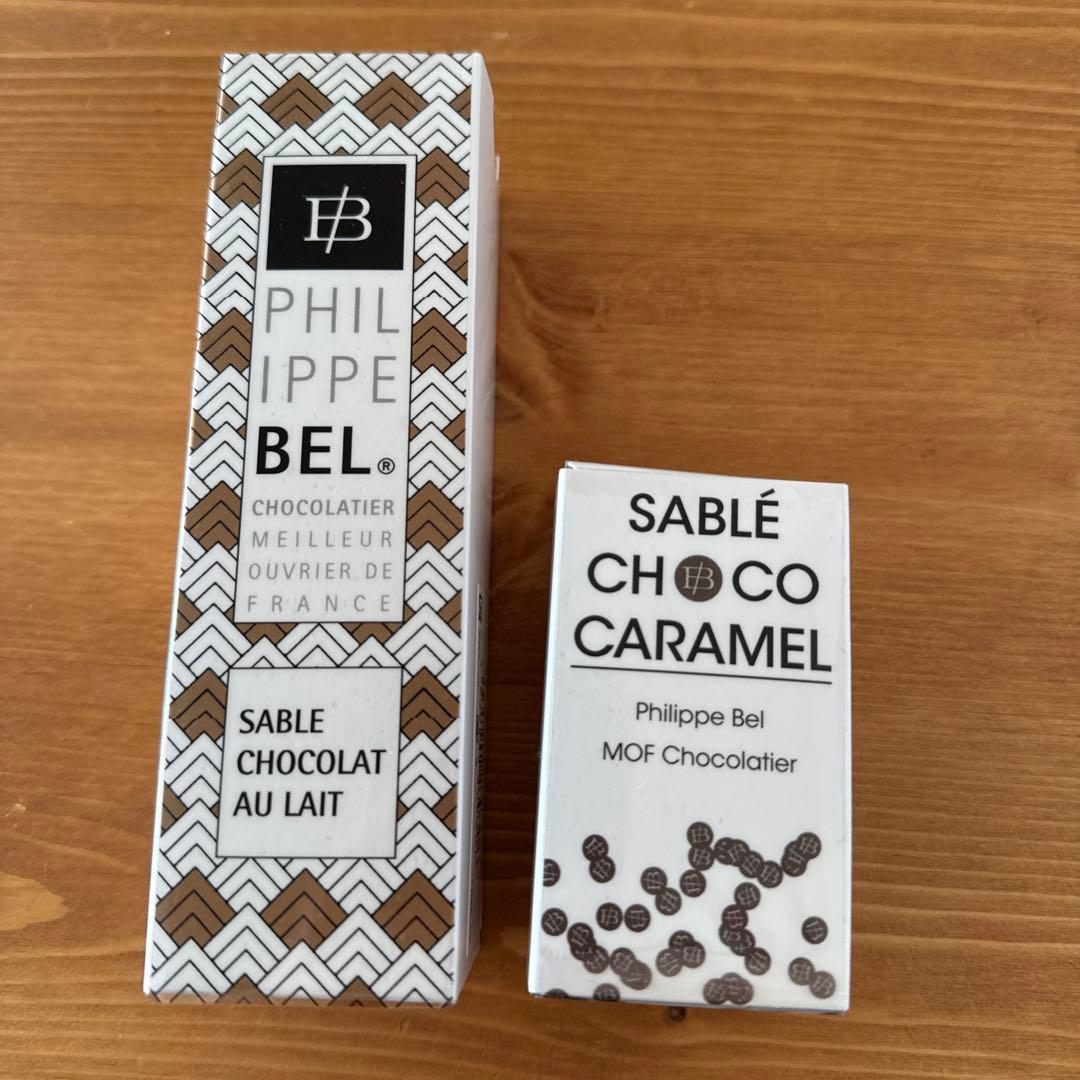 PHIL
IPPE
BEL®
CHOCOLATIER
MEILLEUR
OUVRIER DE
FRANCE
SABLE
CHOCOLAT
AU LAIT
SABLÉ
CHOCO
CARAMEL
Philippe Bel
MOF Chocolatier